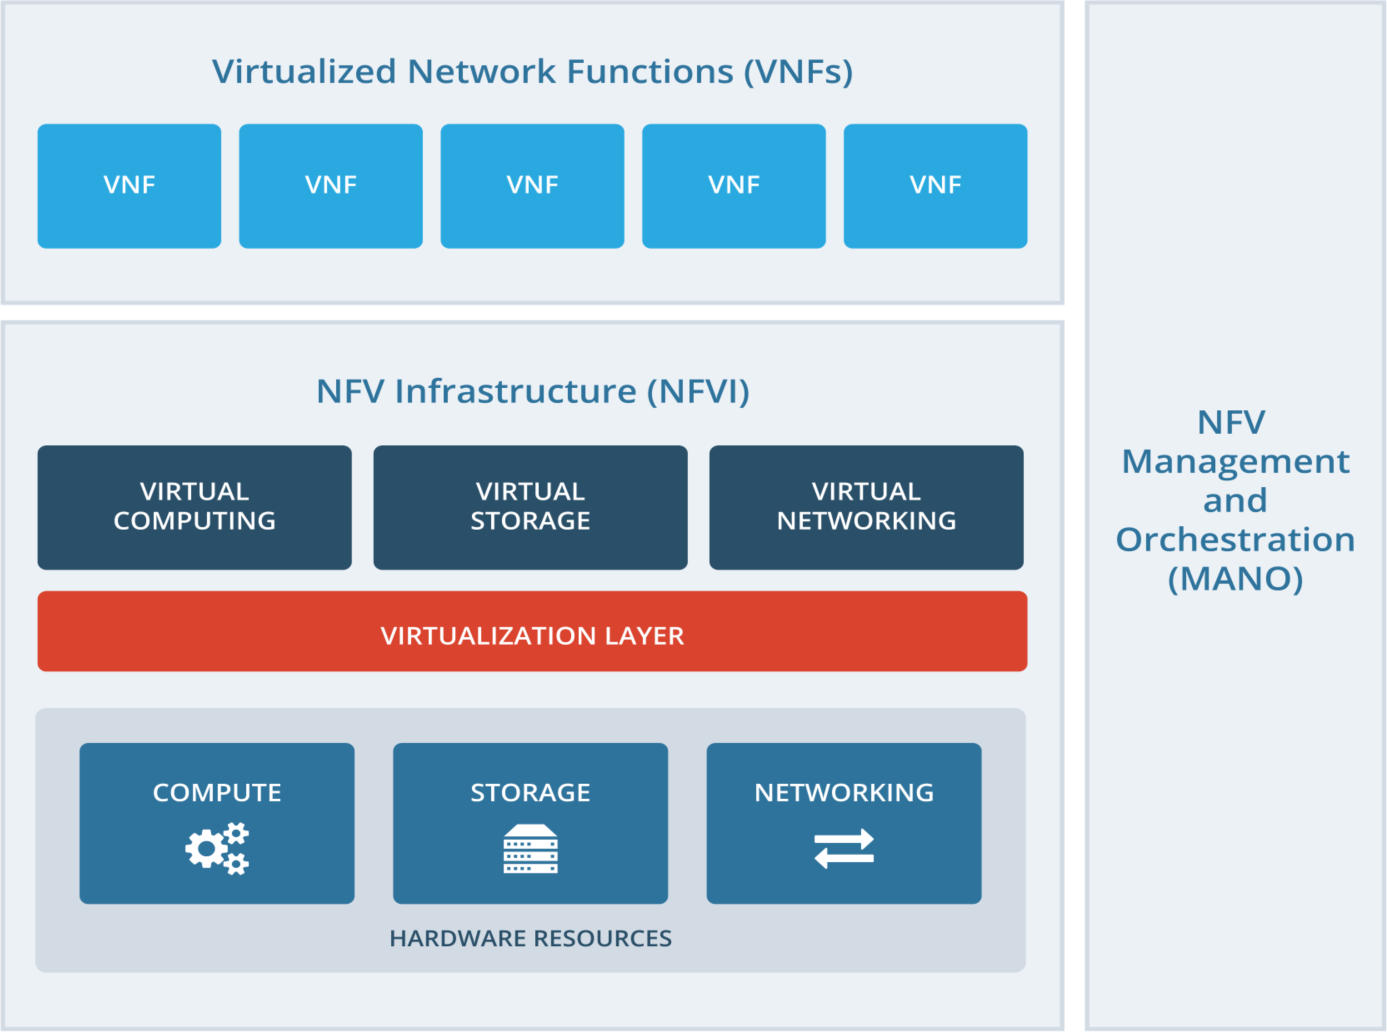 Virtualized Network Functions (VNFs)
VNF
VNF
VNF
VNF
VNF
NFV Infrastructure (NFVI)
VIRTUAL
COMPUTING
VIRTUAL
STORAGE
VIRTUAL
NETWORKING
VIRTUALIZATION LAYER
COMPUTE
STORAGE
NETWORKING
HARDWARE RESOURCES
NFV
Management
and
Orchestration
(MANO)